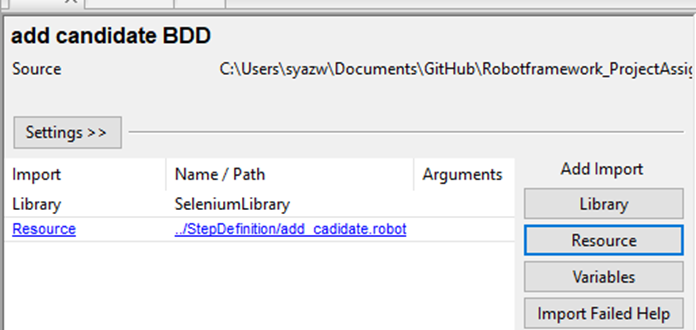 add candidate BDD
Source C:\Users\syazw\Documents\GitHub\Robotframework_ProjectAssig
Settings >>
Import Name / Path Arguments Add Import
Library SeleniumLibrary Library
Resource ../StepDefinition/add_cadidate.robot Resource
Variables
Import Failed Help